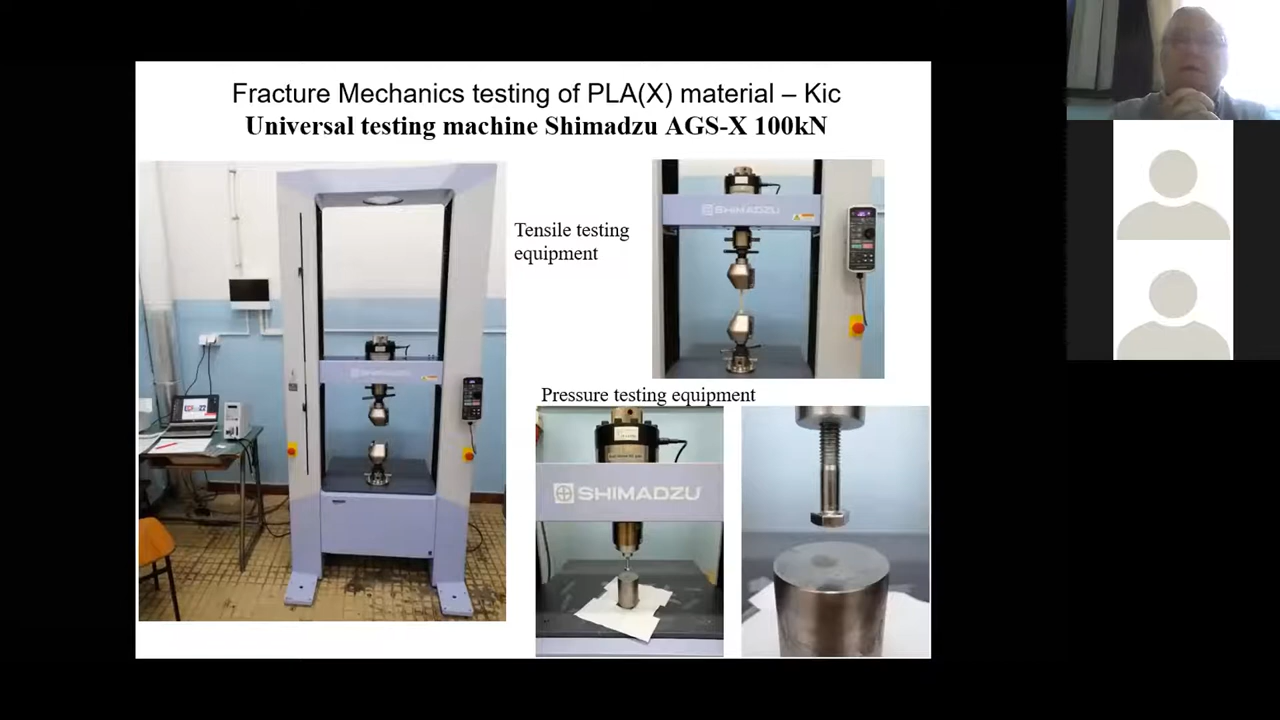 Fracture Mechanics testing of PLA(X) material – Kic
Universal testing machine Shimadzu AGS-X 100kN
Tensile testing
equipment
SHIMADZU
SHIMADZU
Pressure testing equipment
SHIMADZU